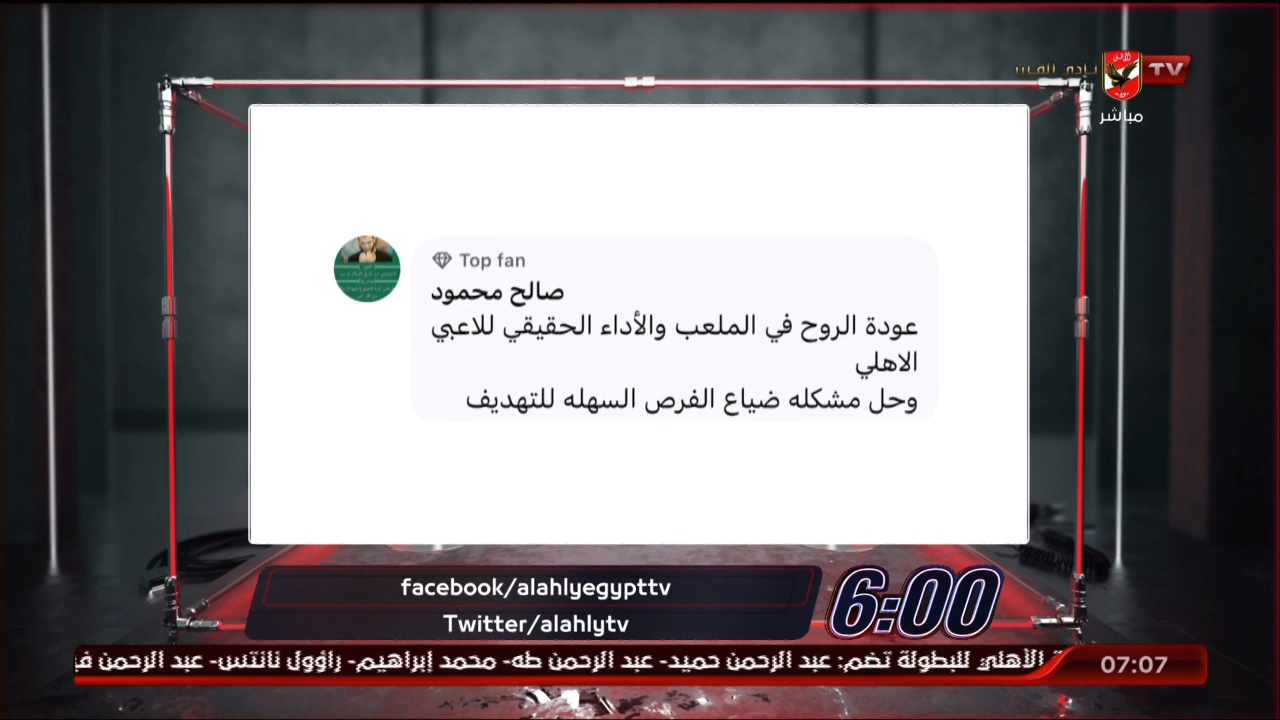 نادي القرن
TV
مباشر
Top fan
صالح محمود
عودة الروح في الملعب والأداء الحقيقي للاعبي
الاهلي
وحل مشكله ضياع الفرص السهله للتهديف
facebook/alahlyegypttv
Twitter/alahlytv
6:00
الأهلي للبطولة تضم: عبد الرحمن حميد- عبد الرحمن طه- محمد إبراهيم- راؤول نانتس- عبد الرحمن
07:07